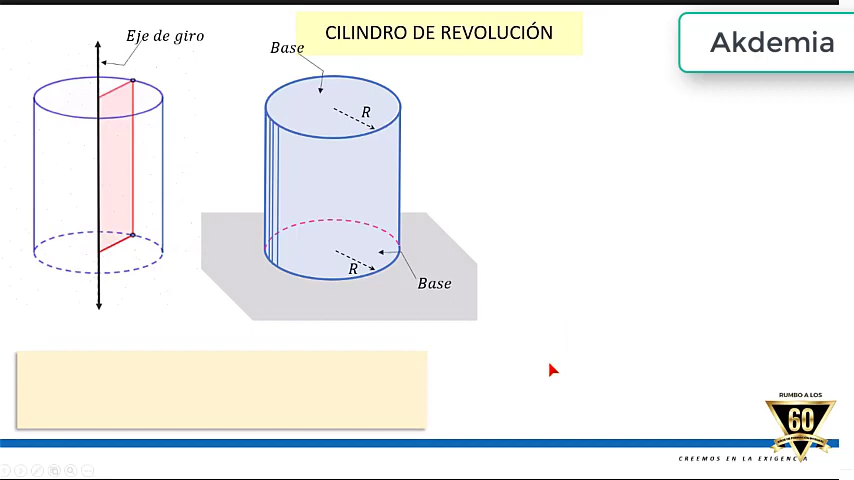 CILINDRO DE REVOLUCIÓN
Akdemia
Eje de giro
Base
R
R
Base
RUMBO A LOS
60
CREEMOS EN LA EXIGENCIA